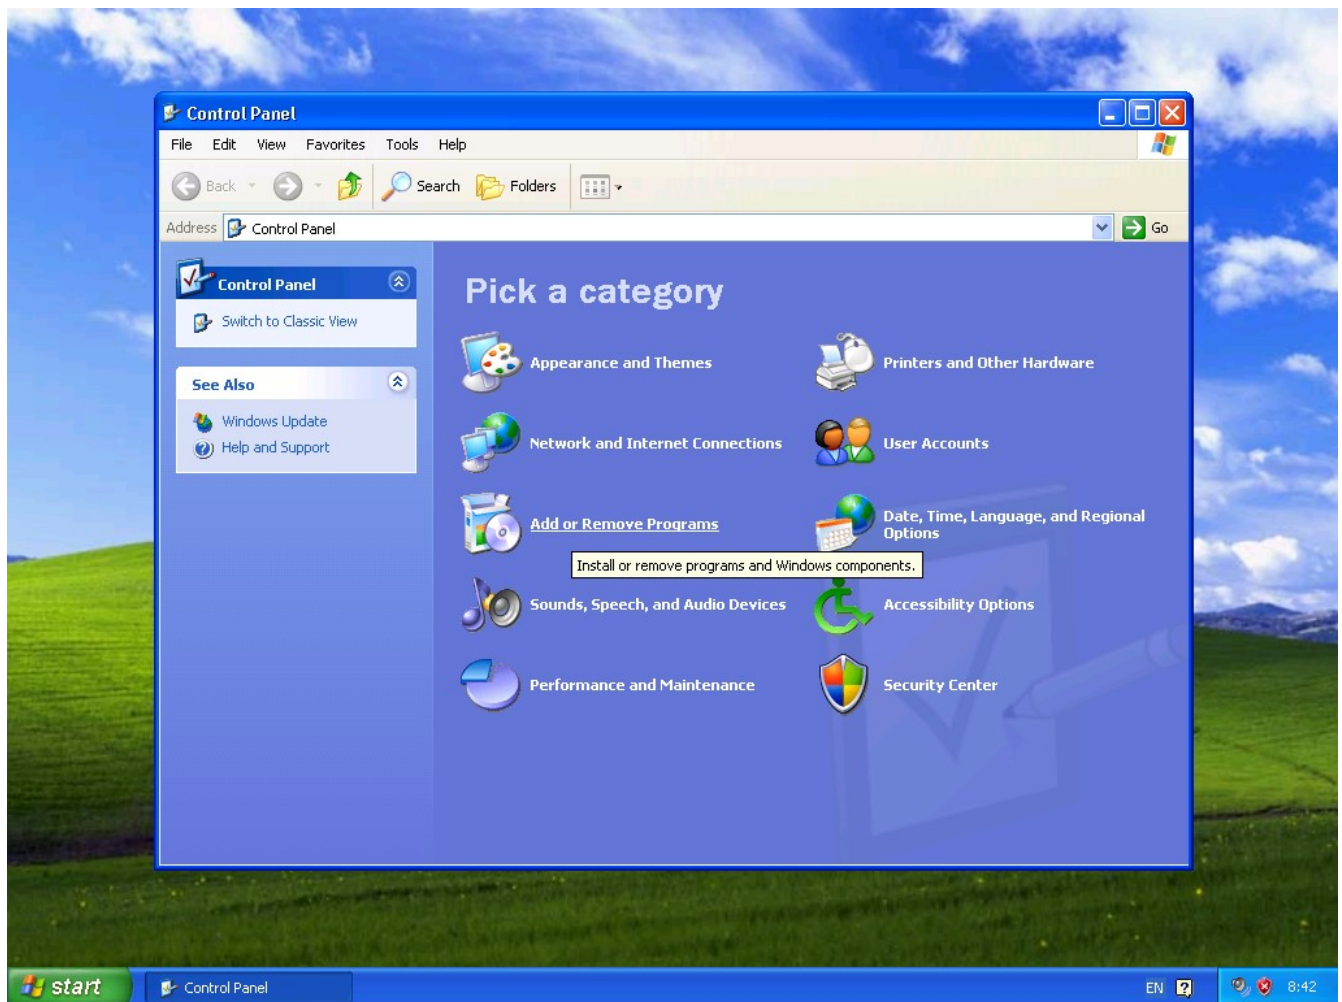 Control Panel
File Edit View Favorites Tools Help
Back Search Folders
Address Control Panel Go
Control Panel
Switch to Classic View
See Also
Windows Update
Help and Support
Pick a category
Appearance and Themes
Printers and Other Hardware
Network and Internet Connections
User Accounts
Add or Remove Programs
Date, Time, Language, and Regional
Options
Install or remove programs and Windows components.
Sounds, Speech, and Audio Devices
Accessibility Options
Performance and Maintenance
Security Center
start Control Panel EN ? 8:42